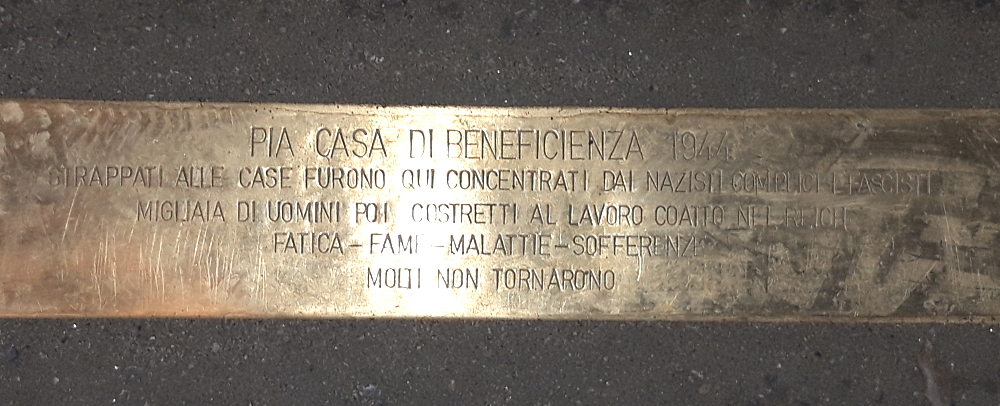 PIA CASA DI BENEFICIENZA 1944
STRAPPATI ALLE CASE FURONO QUI CONCENTRATI DAI NAZISTI COMPLICI I FASCISTI
MIGLIAIA DI UOMINI POI COSTRETTI AL LAVORO COATTO NEL REICH
FATICA-FAME-MALATTIE-SOFFERENZE
MOLTI NON TORNARONO